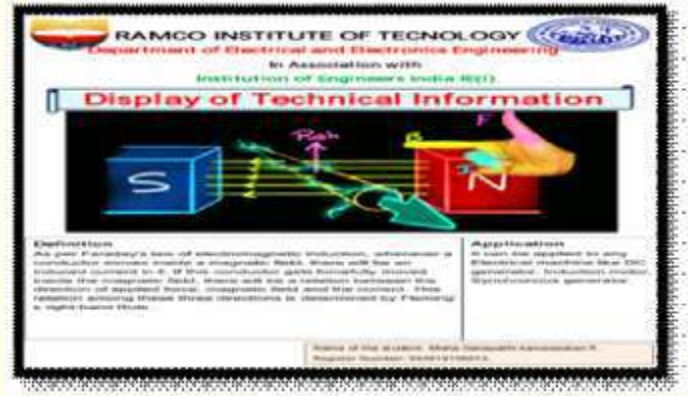 RAMCO INSTITUTE OF TECNOLOGY
Department of Electrical and Electronics Engineering
In Association with
Institution of Engineers India IE(I)
Display of Technical Information
Push
B
F
S
N
Definition
As per Faraday's law of electromagnetic induction, whenever a
conductor moves inside a magnetic field, there will be an
induced current in it. If this conductor gets forcefully moved
inside the magnetic field, there will be a relation between the
direction of applied force, magnetic field and the current. This
relation among these three directions is determined by Fleming'
s right-hand Rule.
Application
It can be applied to any
Electrical machine like DC
generator, Induction motor,
Synchronous generator.
Name of the student:
Register Number: